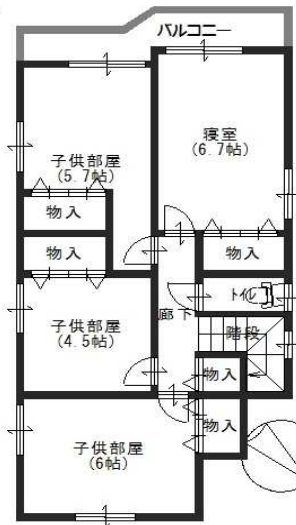 バルコニー
寝室
(6.7帖)
子供部屋
(5.7帖)
物入
物入
物入
トイレ
廊下
階段
子供部屋
(4.5帖)
物入
物入
子供部屋
(6帖)